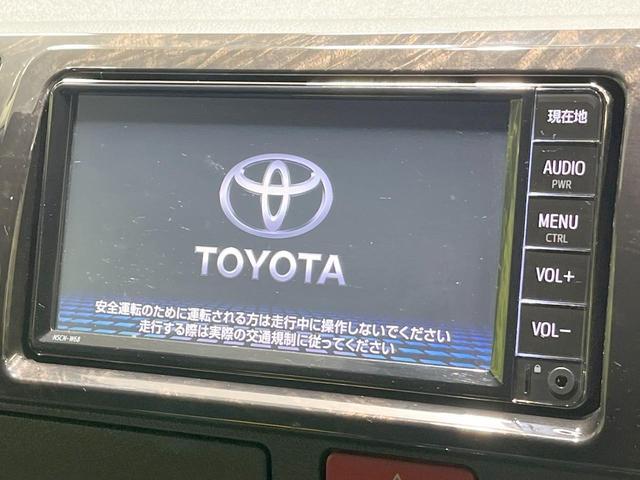 TOYOTA
安全運転のために運転される方は走行中に操作しないでください
走行する際は実際の交通規制に従ってください
NSCN-W68
現在地
AUDIO
PWR
MENU
CTRL
VOL+
VOL-